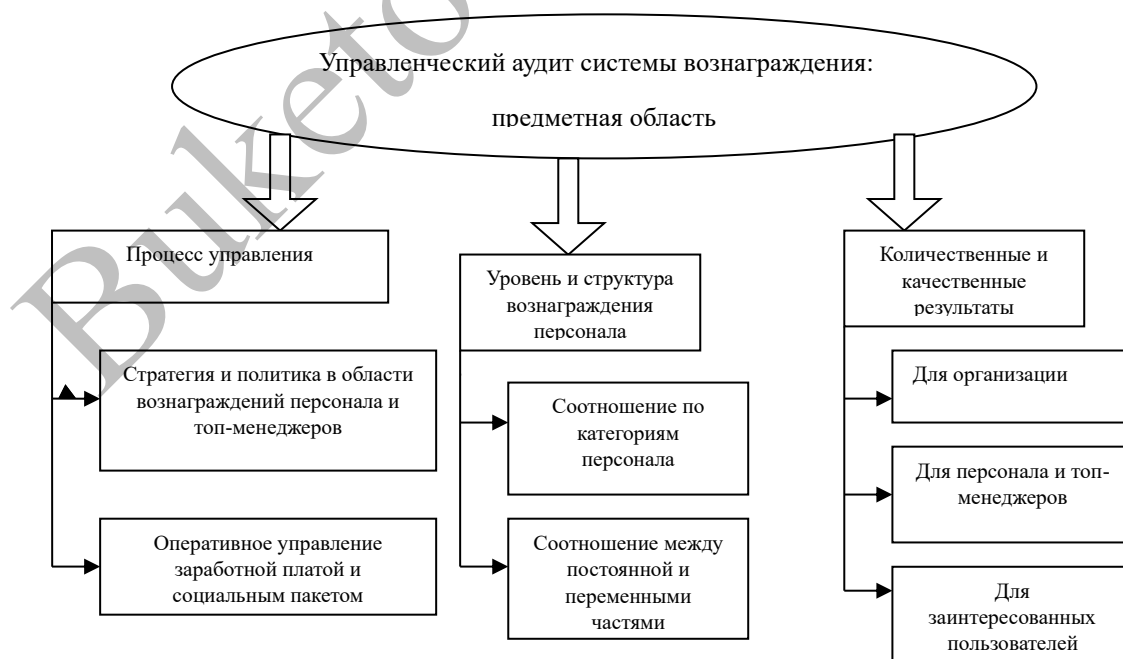 Управленческий аудит системы вознаграждения:
предметная область
Процесс управления
Стратегия и политика в области
вознаграждений персонала и
топ-менеджеров
Оперативное управление
заработной платой и
социальным пакетом
Уровень и структура
вознаграждения
персонала
Соотношение по
категориям
персонала
Соотношение между
постоянной и
переменными
частями
Количественные и
качественные
результаты
Для организации
Для персонала и топ-
менеджеров
Для
заинтересованных
пользователей
Buketo